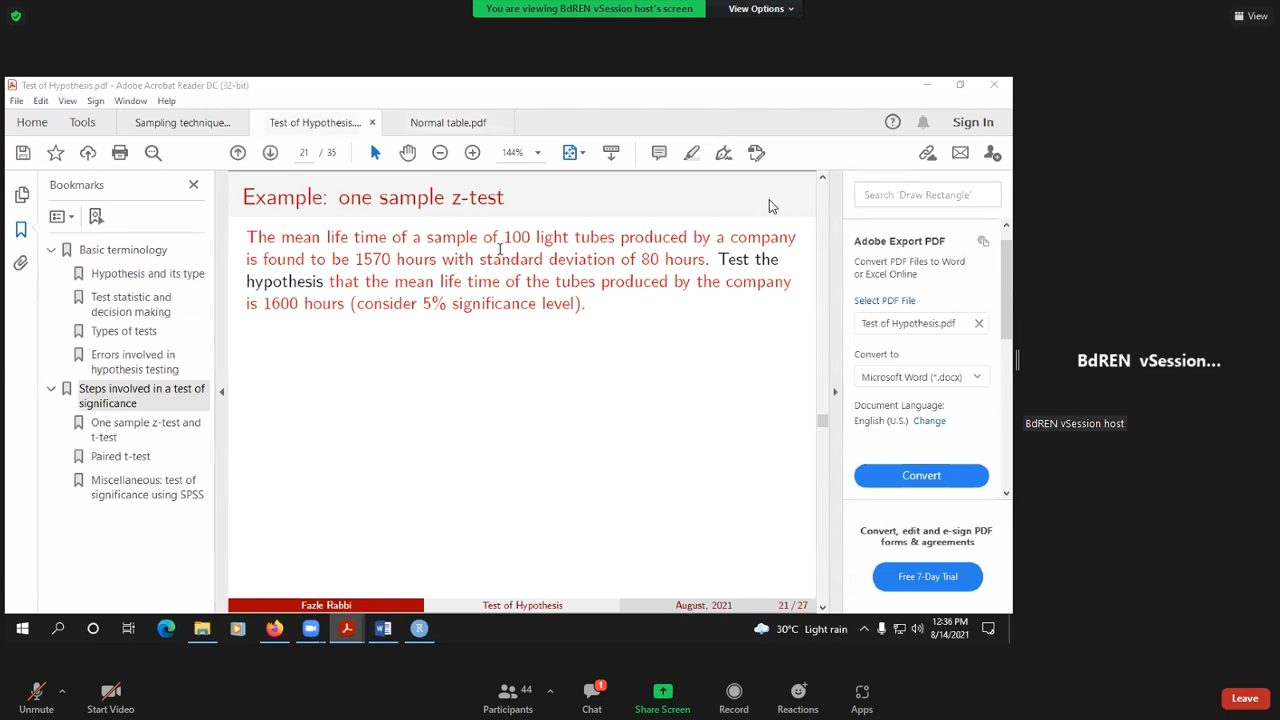 You are viewing BdREN vSession host's screen
View Options
View
Test of Hypothesis.pdf - Adobe Acrobat Reader DC (32-bit)
File Edit View Sign Window Help
Home Tools Sampling technique... Test of Hypothesis.... Normal table.pdf Sign In
21 / 35 144%
Bookmarks
Basic terminology
Hypothesis and its type
Test statistic and
decision making
Types of tests
Errors involved in
hypothesis testing
Steps involved in a test of
significance
One sample z-test and
t-test
Paired t-test
Miscellaneous: test of
significance using SPSS
Example: one sample z-test
The mean life time of a sample of 100 light tubes produced by a company
is found to be 1570 hours with standard deviation of 80 hours. Test the
hypothesis that the mean life time of the tubes produced by the company
is 1600 hours (consider 5% significance level).
Fazle Rabbi Test of Hypothesis August, 2021 21 / 27
Search 'Draw Rectangle'
Adobe Export PDF
Convert PDF Files to Word
or Excel Online
Select PDF File
Test of Hypothesis.pdf
Convert to
Microsoft Word (*.docx)
Document Language:
English (U.S.) Change
Convert
Convert, edit and e-sign PDF
forms & agreements
Free 7-Day Trial
BdREN vSession...
BdREN vSession host
30°C Light rain
12:36 PM
8/14/2021
Unmute Start Video Participants 44 Chat 1 Share Screen Record Reactions Apps Leave